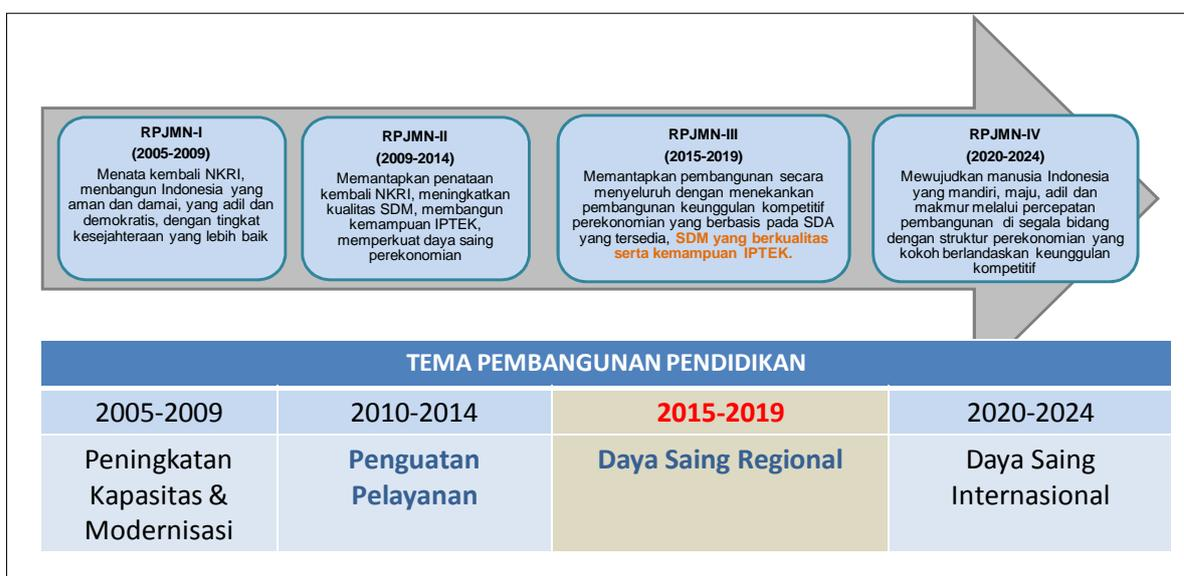 RPJMN-I
(2005-2009)
Menata kembali NKRI,
menbangun Indonesia yang
aman dan damai, yang adil dan
demokratis, dengan tingkat
kesejahteraan yang lebih baik
RPJMN-II
(2009-2014)
Memantapkan penataan
kembali NKRI, meningkatkan
kualitas SDM, membangun
kemampuan IPTEK,
memperkuat daya saing
perekonomian
RPJMN-III
(2015-2019)
Memantapkan pembangunan secara
menyeluruh dengan menekankan
pembangunan keunggulan kompetitif
perekonomian yang berbasis pada SDA
yang tersedia, SDM yang berkualitas
serta kemampuan IPTEK.
RPJMN-IV
(2020-2024)
Mewujudkan manusia Indonesia
yang mandiri, maju, adil dan
makmur melalui percepatan
pembangunan di segala bidang
dengan struktur perekonomian yang
kokoh berlandaskan keunggulan
kompetitif
TEMA PEMBANGUNAN PENDIDIKAN
2005-2009
2010-2014
2015-2019
2020-2024
Peningkatan
Kapasitas &
Modernisasi
Penguatan
Pelayanan
Daya Saing Regional
Daya Saing
Internasional